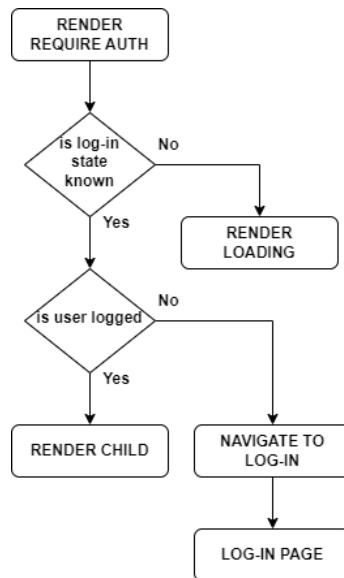 RENDER
REQUIRE AUTH
is log-in
state
known
No
Yes
RENDER
LOADING
is user logged
No
Yes
RENDER CHILD
NAVIGATE TO
LOG-IN
LOG-IN PAGE